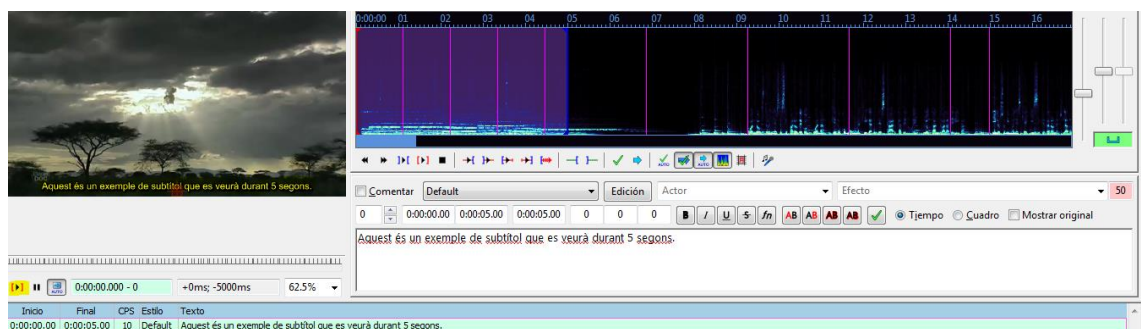 0:00:00 01 02 03 04 05 06 07 08 09 10 11 12 13 14 15 16
Aquest és un exemple de subtítol que es veurà durant 5 segons.
AUTO AUTO AUTO
Comentar Default Edición Actor Efecto 50
0 0:00:00.00 0:00:05.00 0:00:05.00 0 0 0 B I U S fn AB AB AB AB Tiempo Cuadro Mostrar original
Aquest és un exemple de subtítol que es veurà durant 5 segons.
AUTO 0:00:00.000 - 0 +0ms; -5000ms 62.5%
Inicio Final CPS Estilo Texto
0:00:00.00 0:00:05.00 10 Default Aquest és un exemple de subtítol que es veurà durant 5 segons.